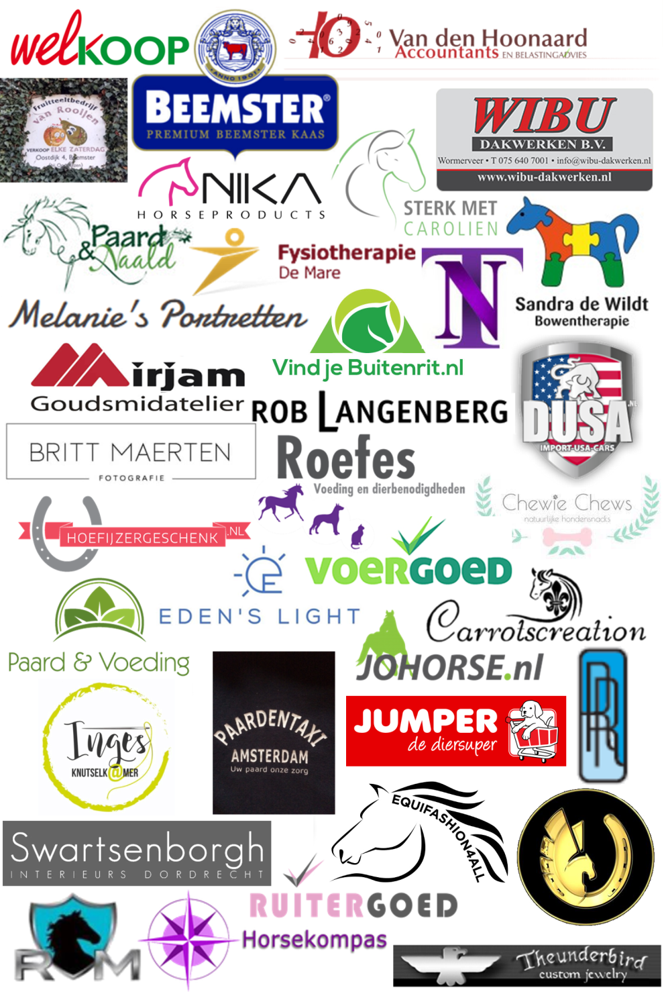 welkoop
ANNO 1901
BEEMSTER®
PREMIUM BEEMSTER KAAS
Van den Hoonaard
Accountants EN BELASTINGADVIES
Fruitteeltbedrijf
van Rooijen
VERKOOP ELKE ZATERDAG
Oostdijk 4, Beemster
WIBU
DAKWERKEN B.V.
Wormerveer • T 075 640 7001 • info@wibu-dakwerken.nl
www.wibu-dakwerken.nl
NIKA
HORSEPRODUCTS
STERK MET
CAROLIEN
Paard
& Naald
Fysiotherapie
De Mare
TN
Sandra de Wildt
Bowentherapie
Melanie's Portretten
Vind je Buitenrit.nl
Mirjam
Goudsmidatelier
ROB LANGENBERG
DUSA.NL
IMPORT-USA-CARS
BRITT MAERTEN
FOTOGRAFIE
Roefes
Voeding en dierbenodigdheden
Chewie Chews
natuurlijke hondensnacks
HOEFIJZERGESCHENK.NL
VOERGOED
EDEN'S LIGHT
Carrotscreation
Paard & Voeding
JOHORSE.nl
Inges
KNUTSELK@MER
PAARDENTAXI
AMSTERDAM
Uw paard onze zorg
JUMPER
de diersuper
EQUIFASHION4ALL
Swartsenborgh
INTERIEURS DORDRECHT
RUITERGOED
RM
Horsekompas
Theunderbird
custom jewelry